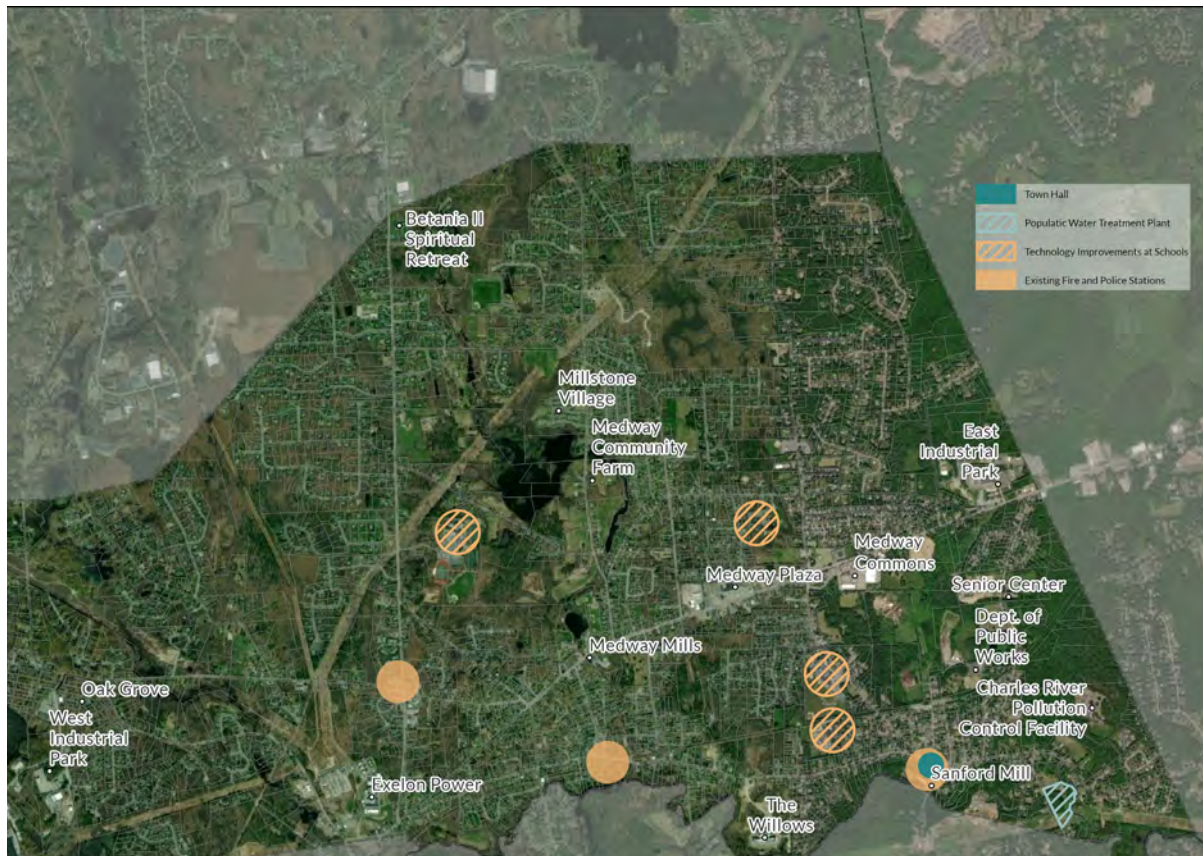 Town Hall
Populatic Water Treatment Plant
Technology Improvements at Schools
Existing Fire and Police Stations
Betania II
Spiritual
Retreat
Millstone
Village
Medway
Community
Farm
East
Industrial
Park
Medway
Commons
Medway Plaza
Senior Center
Dept. of
Public
Works
Medway Mills
Oak Grove
West
Industrial
Park
Charles River
Pollution
Control Facility
Exelon Power
Sanford Mill
The
Willows